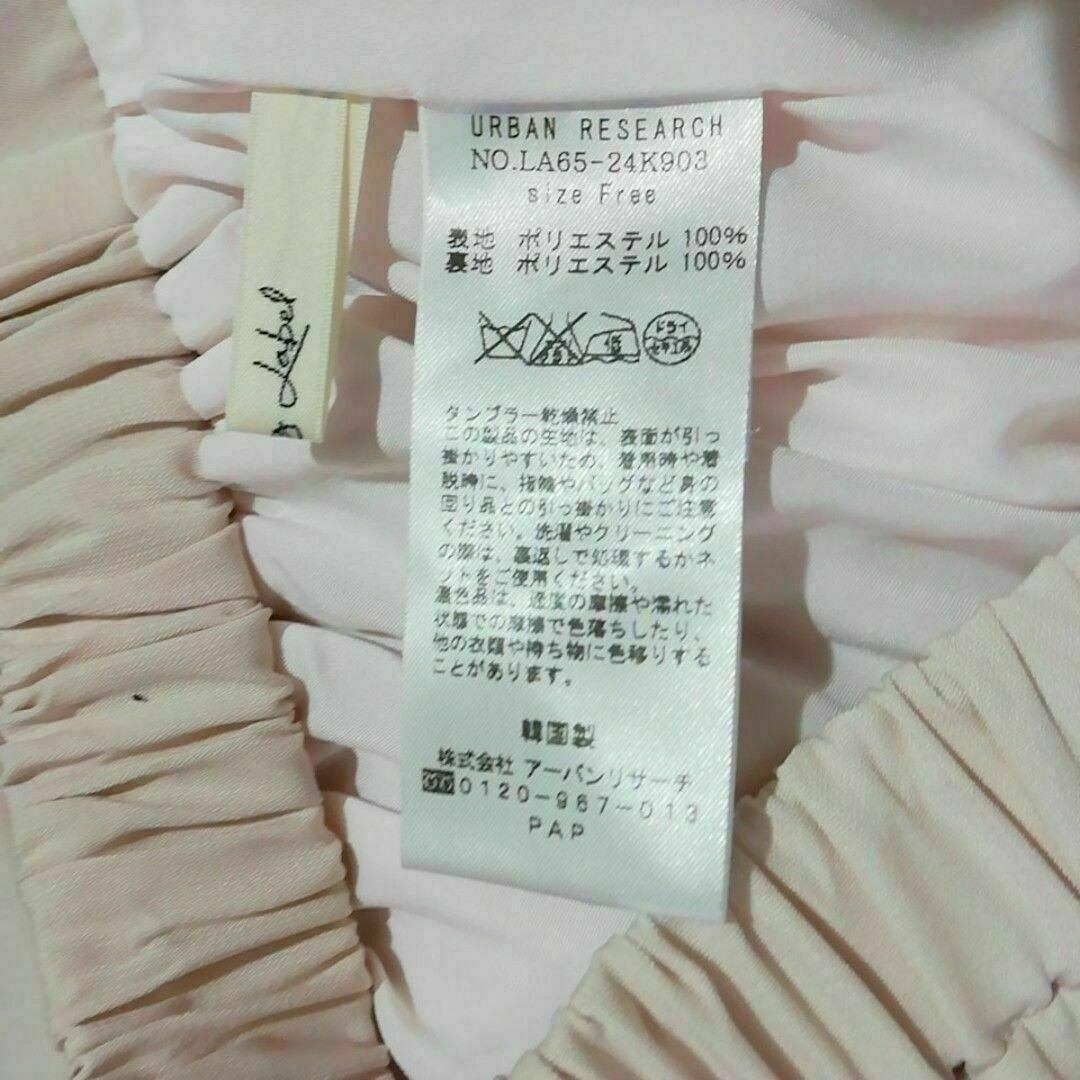 Label
URBAN RESEARCH
NO.LA65-24K903
size Free
表地 ポリエステル 100%
裏地 ポリエステル 100%
ドライ
タンブラー乾燥禁止
この製品の生地は、表面が引っ
掛かりやすいため、着用時や着
脱時に、指輪やバッグなど身の
回り品との引っ掛かりにご注意
ください。洗濯やクリーニング
の際は、裏返しで処理するかネ
ットをご使用ください。
濃色品は、過度の摩擦や濡れた
状態での摩擦で色落ちしたり、
他の衣類や持ち物に色移りする
ことがあります。
韓国製
株式会社 アーバンリサーチ
0120-967-013
PAP